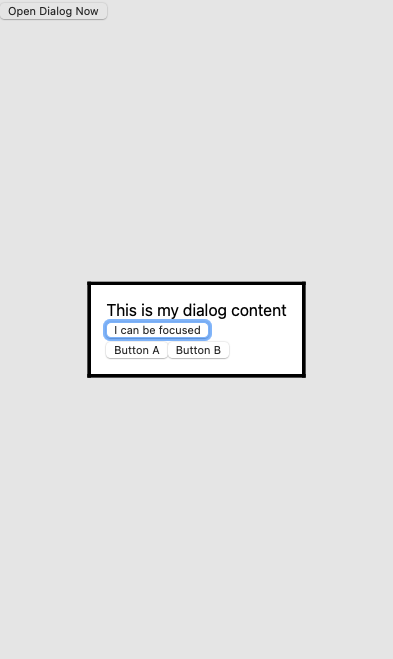 Open Dialog Now
This is my dialog content
I can be focused
Button A Button B